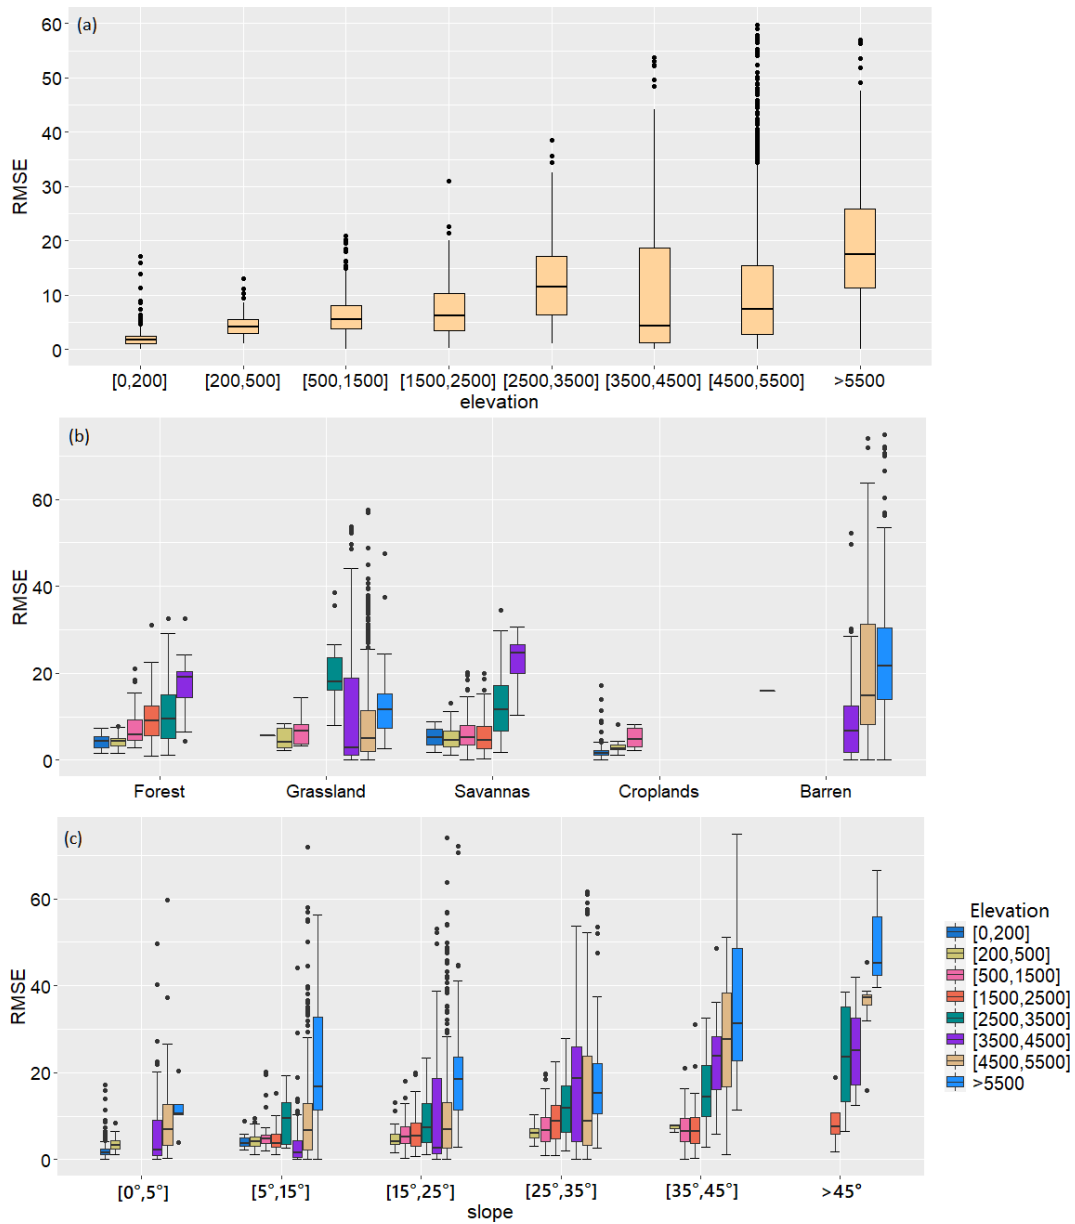 (a)
60
50
40
30
20
10
0
RMSE
[0,200] [200,500] [500,1500] [1500,2500] [2500,3500] [3500,4500] [4500,5500] >5500
elevation
(b)
60
40
20
0
RMSE
Forest Grassland Savannas Croplands Barren
(c)
60
40
20
0
RMSE
[0°,5°] [5°,15°] [15°,25°] [25°,35°] [35°,45°] >45°
slope
Elevation
[0,200]
[200,500]
[500,1500]
[1500,2500]
[2500,3500]
[3500,4500]
[4500,5500]
>5500